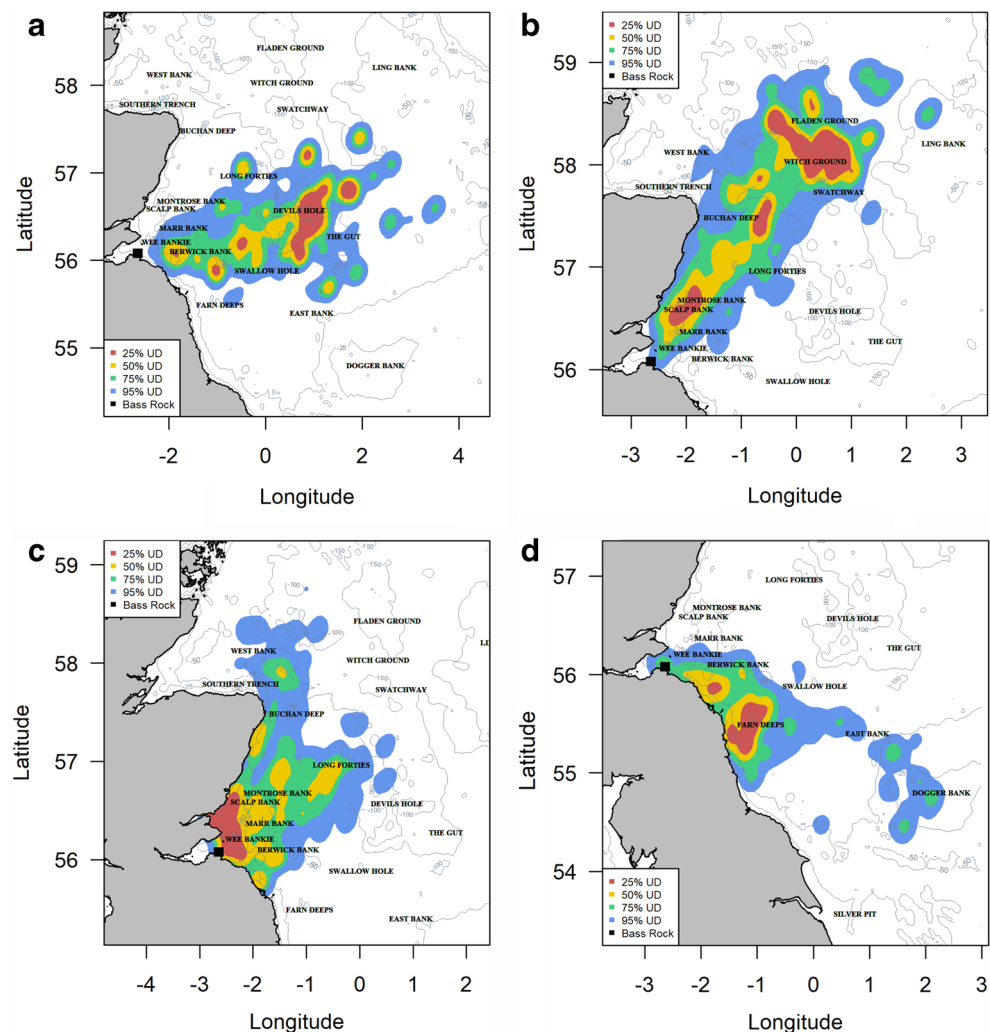 a
25% UD
50% UD
75% UD
95% UD
Bass Rock
FLADEN GROUND
LING BANK
WEST BANK
WITCH GROUND
SOUTHERN TRENCH
SWATCHWAY
BUCHAN DEEP
LONG FORTIES
MONTROSE BANK
SCALP BANK
DEVILS HOLE
MARR BANK
THE GUT
WEE BANKIE
BERWICK BANK
SWALLOW HOLE
FARN DEEPS
EAST BANK
DOGGER BANK
58
57
56
55
Latitude
-2 0 2 4
Longitude
b
25% UD
50% UD
75% UD
95% UD
Bass Rock
FLADEN GROUND
LING BANK
WEST BANK
WITCH GROUND
SOUTHERN TRENCH
SWATCHWAY
BUCHAN DEEP
LONG FORTIES
MONTROSE BANK
SCALP BANK
DEVILS HOLE
MARR BANK
THE GUT
WEE BANKIE
BERWICK BANK
SWALLOW HOLE
59
58
57
56
Latitude
-3 -2 -1 0 1 2 3
Longitude
c
25% UD
50% UD
75% UD
95% UD
Bass Rock
FLADEN GROUND
LI
WEST BANK
WITCH GROUND
SOUTHERN TRENCH
SWATCHWAY
BUCHAN DEEP
LONG FORTIES
MONTROSE BANK
SCALP BANK
DEVILS HOLE
MARR BANK
THE GUT
WEE BANKIE
BERWICK BANK
SWALLOW HOLE
FARN DEEPS
EAST BANK
59
58
57
56
Latitude
-4 -3 -2 -1 0 1 2
Longitude
d
LONG FORTIES
MONTROSE BANK
SCALP BANK
DEVILS HOLE
MARR BANK
THE GUT
WEE BANKIE
BERWICK BANK
SWALLOW HOLE
FARN DEEPS
EAST BANK
DOGGER BANK
SILVER PIT
25% UD
50% UD
75% UD
95% UD
Bass Rock
57
56
55
54
Latitude
-3 -2 -1 0 1 2 3
Longitude